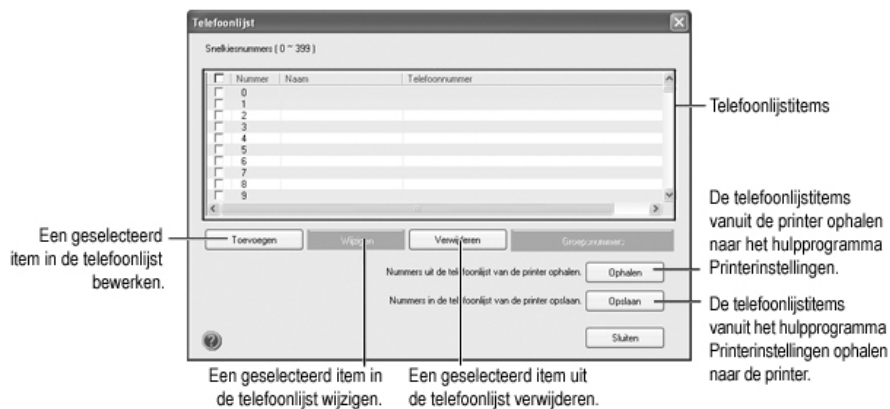 Telefoonlijst
Snelkiesnummers ( 0 ~ 399 )
Nummer Naam Telefoonnummer
0
1
2
3
4
5
6
7
8
9
Telefoonlijstitems
Toevoegen Wijzigen Verwijderen Groepsnummers
Een geselecteerd
item in de telefoonlijst
bewerken.
Nummers uit de telefoonlijst van de printer ophalen. Ophalen
Nummers in de telefoonlijst van de printer opslaan. Opslaan
Sluiten
De telefoonlijstitems
vanuit de printer ophalen
naar het hulpprogramma
Printerinstellingen.
De telefoonlijstitems
vanuit het hulpprogramma
Printerinstellingen ophalen
naar de printer.
Een geselecteerd item in
de telefoonlijst wijzigen.
Een geselecteerd item uit
de telefoonlijst verwijderen.